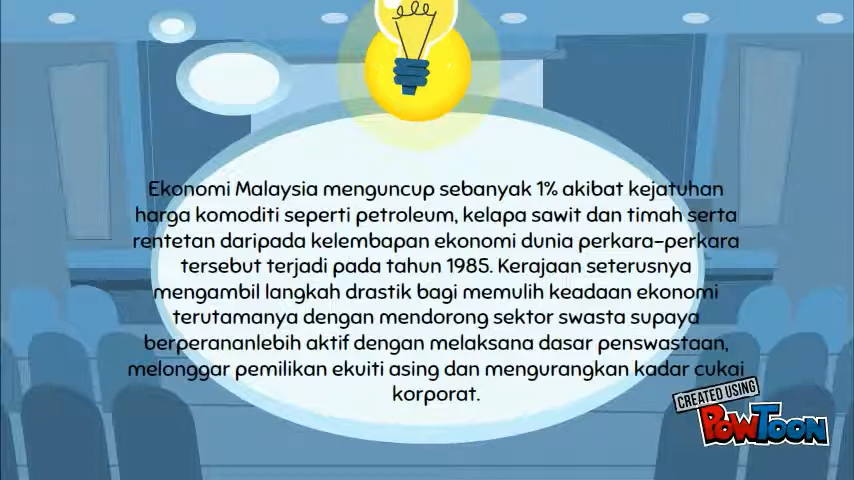 Ekonomi Malaysia menguncup sebanyak 1% akibat kejatuhan
harga komoditi seperti petroleum, kelapa sawit dan timah serta
rentetan daripada kelembapan ekonomi dunia perkara-perkara
tersebut terjadi pada tahun 1985. Kerajaan seterusnya
mengambil langkah drastik bagi memulih keadaan ekonomi
terutamanya dengan mendorong sektor swasta supaya
berperananlebih aktif dengan melaksana dasar penswastaan,
melonggar pemilikan ekuiti asing dan mengurangkan kadar cukai
korporat.
CREATED USING
POWTOON